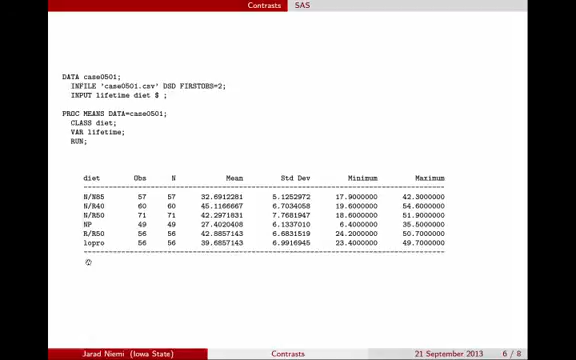 Contrasts SAS
DATA case0501;
INFILE 'case0501.csv' DSD FIRSTOBS=2;
INPUT lifetime diet $ ;
PROC MEANS DATA=case0501;
CLASS diet;
VAR lifetime;
RUN;
diet Obs N Mean Std Dev Minimum Maximum
N/N85 57 57 32.6912281 5.1252972 17.9000000 42.3000000
N/R40 60 60 45.1166667 6.7034058 19.6000000 54.6000000
N/R50 71 71 42.2971831 7.7681947 18.6000000 51.9000000
NP 49 49 27.4020408 6.1337010 6.4000000 35.5000000
R/R50 56 56 42.8857143 6.6831519 24.2000000 50.7000000
lopro 56 56 39.6857143 6.9916945 23.4000000 49.7000000
Jarad Niemi (Iowa State) Contrasts 21 September 2013 6 / 8